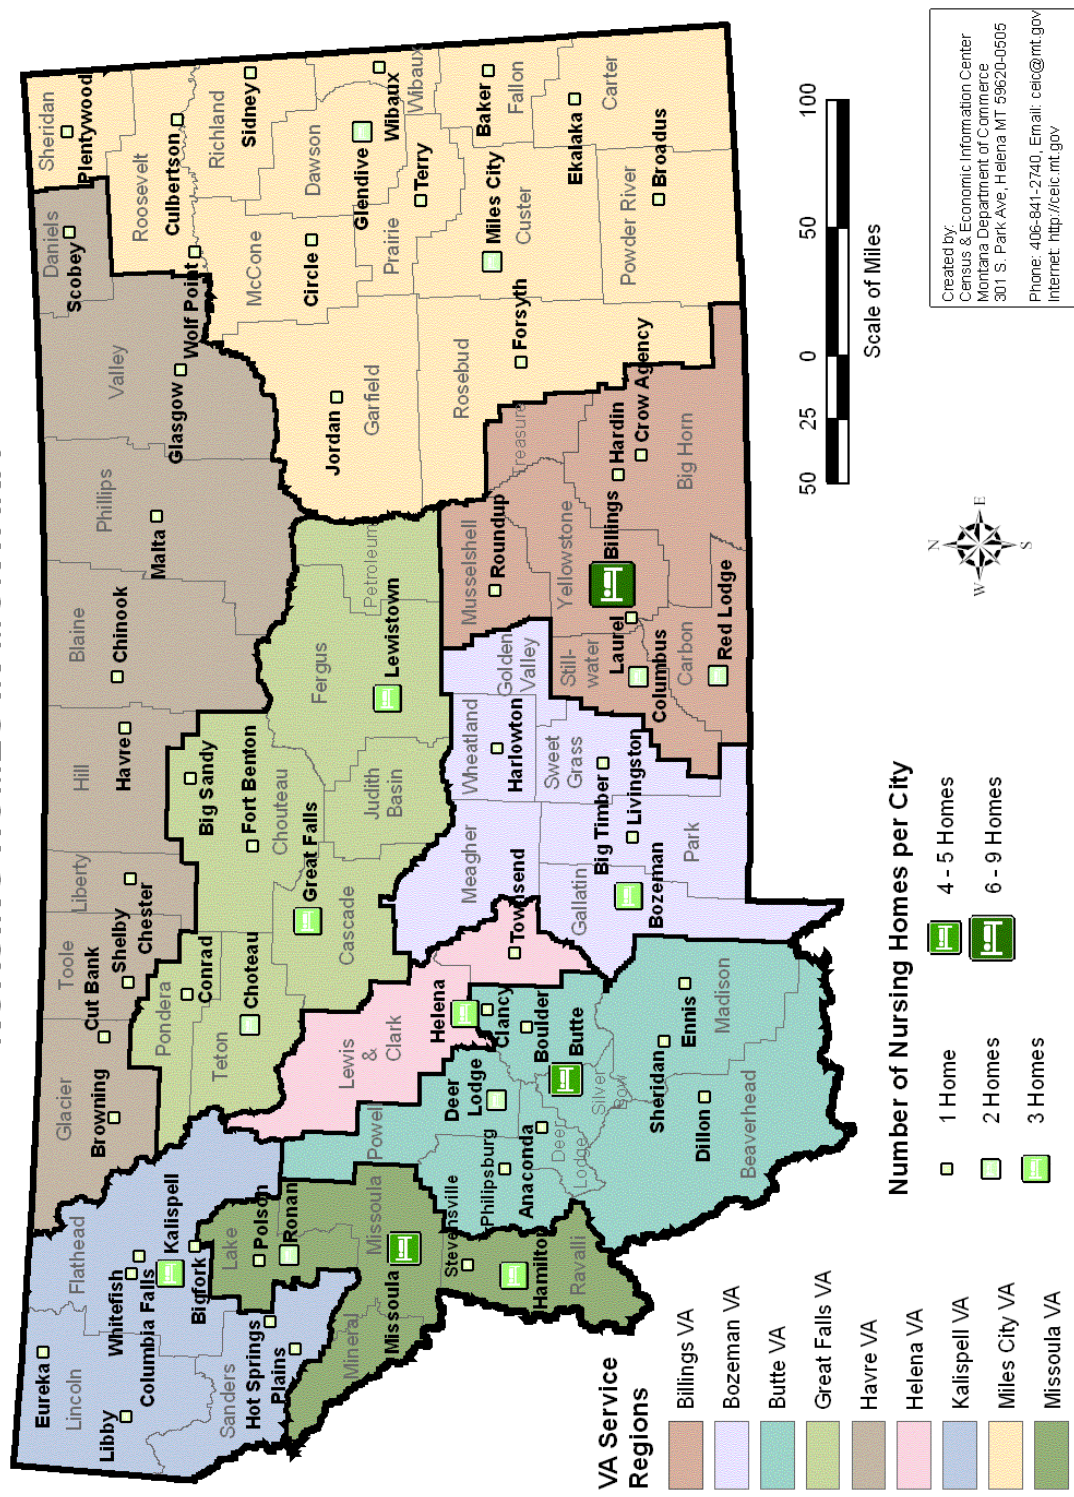 Eureka
Lincoln
Libby
Flathead
Whitefish
Columbia Falls
Kalispell
Bigfork
Sanders
Hot Springs
Plains
Lake
Polson
Ronan
Mineral
Missoula
Missoula
Stevensville
Hamilton
Ravalli
Glacier
Browning
Cut Bank
Toole
Shelby
Liberty
Chester
Hill
Havre
Blaine
Chinook
Phillips
Malta
Valley
Glasgow
Daniels
Scobey
Sheridan
Plentywood
Roosevelt
Culbertson
Wolf Point
Richland
Sidney
McCone
Circle
Dawson
Glendive
Wibaux
Wibaux
Prairie
Terry
Garfield
Jordan
Rosebud
Forsyth
Custer
Miles City
Fallon
Baker
Carter
Ekalaka
Powder River
Broadus
Pondera
Conrad
Teton
Choteau
Chouteau
Big Sandy
Fort Benton
Great Falls
Cascade
Judith
Basin
Fergus
Lewistown
Petroleum
Lewis
&
Clark
Helena
Townsend
Powell
Deer
Lodge
Philipsburg
Anaconda
Deer
Lodge
Clancy
Boulder
Butte
Silver
Bow
Sheridan
Ennis
Madison
Dillon
Beaverhead
Meagher
Wheatland
Harlowton
Golden
Valley
Sweet
Grass
Big Timber
Livingston
Gallatin
Bozeman
Park
Musselshell
Roundup
Treasure
Yellowstone
Billings
Laurel
Still-
water
Columbus
Carbon
Red Lodge
Hardin
Crow Agency
Big Horn
VA Service
Regions
Billings VA
Bozeman VA
Butte VA
Great Falls VA
Havre VA
Helena VA
Kalispell VA
Miles City VA
Missoula VA
Number of Nursing Homes per City
1 Home
2 Homes
3 Homes
4 - 5 Homes
6 - 9 Homes
N
W
E
S
50 25 0 50 100
Scale of Miles
Created by:
Census & Economic Information Center
Montana Department of Commerce
301 S. Park Ave, Helena MT 59620-0505
Phone: 406-841-2740, Email: ceic@mt.gov
Internet: http://ceic.mt.gov